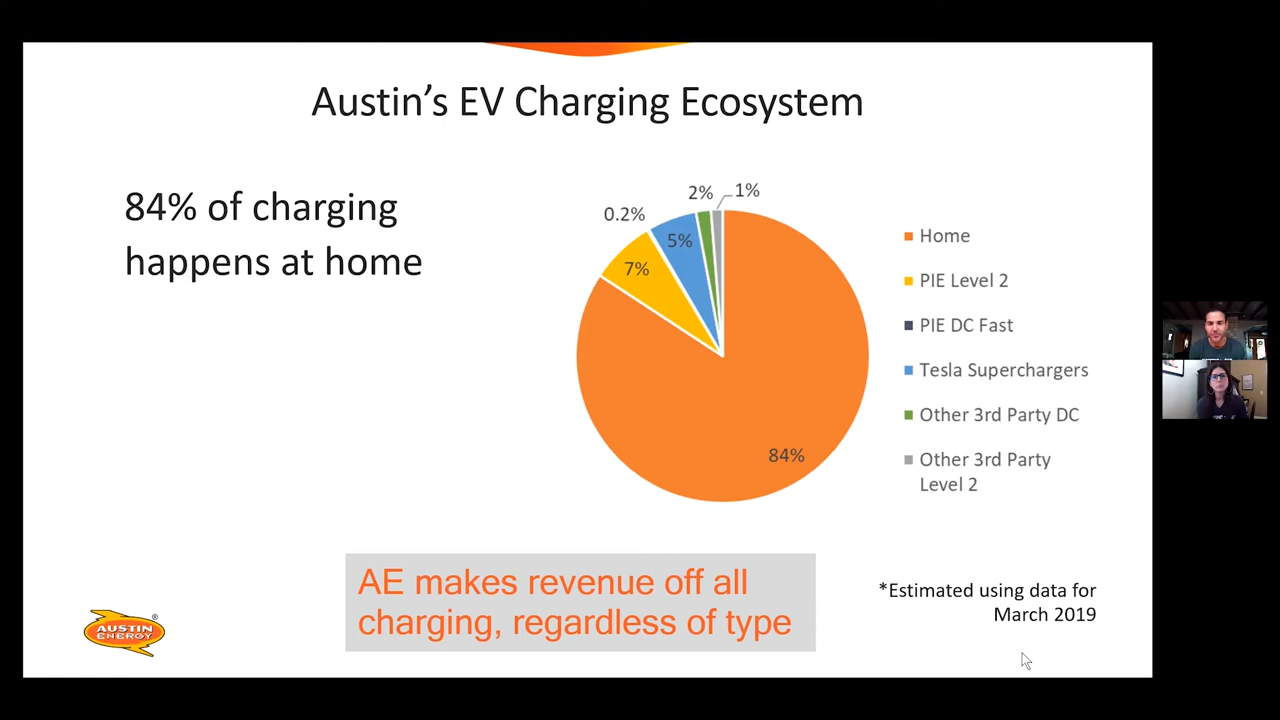 Austin's EV Charging Ecosystem
84% of charging
happens at home
2%
1%
0.2%
5%
7%
84%
Home
PIE Level 2
PIE DC Fast
Tesla Superchargers
Other 3rd Party DC
Other 3rd Party
Level 2
AE makes revenue off all
charging, regardless of type
*Estimated using data for
March 2019
AUSTIN
ENERGY
®